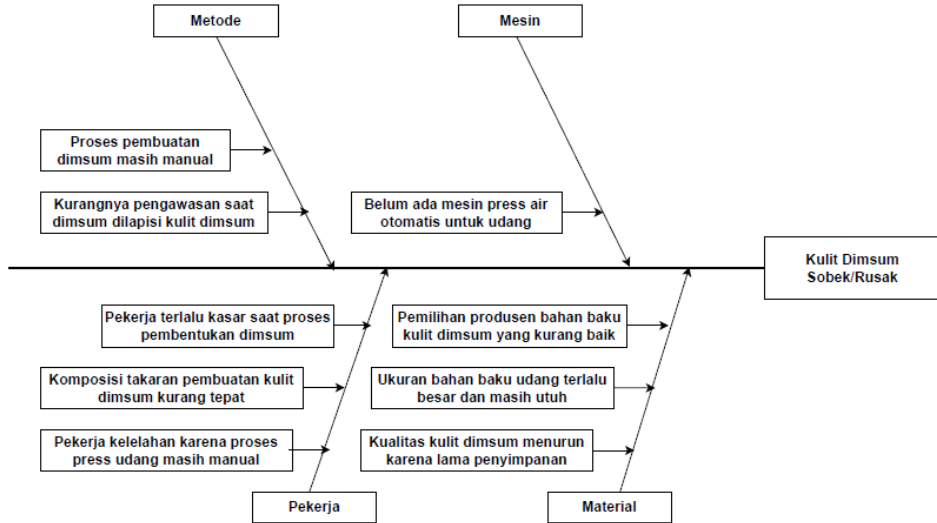 Metode
Mesin
Proses pembuatan
dimsum masih manual
Kurangnya pengawasan saat
dimsum dilapisi kulit dimsum
Belum ada mesin press air
otomatis untuk udang
Kulit Dimsum
Sobek/Rusak
Pekerja terlalu kasar saat proses
pembentukan dimsum
Pemilihan produsen bahan baku
kulit dimsum yang kurang baik
Komposisi takaran pembuatan kulit
dimsum kurang tepat
Ukuran bahan baku udang terlalu
besar dan masih utuh
Pekerja kelelahan karena proses
press udang masih manual
Kualitas kulit dimsum menurun
karena lama penyimpanan
Pekerja
Material